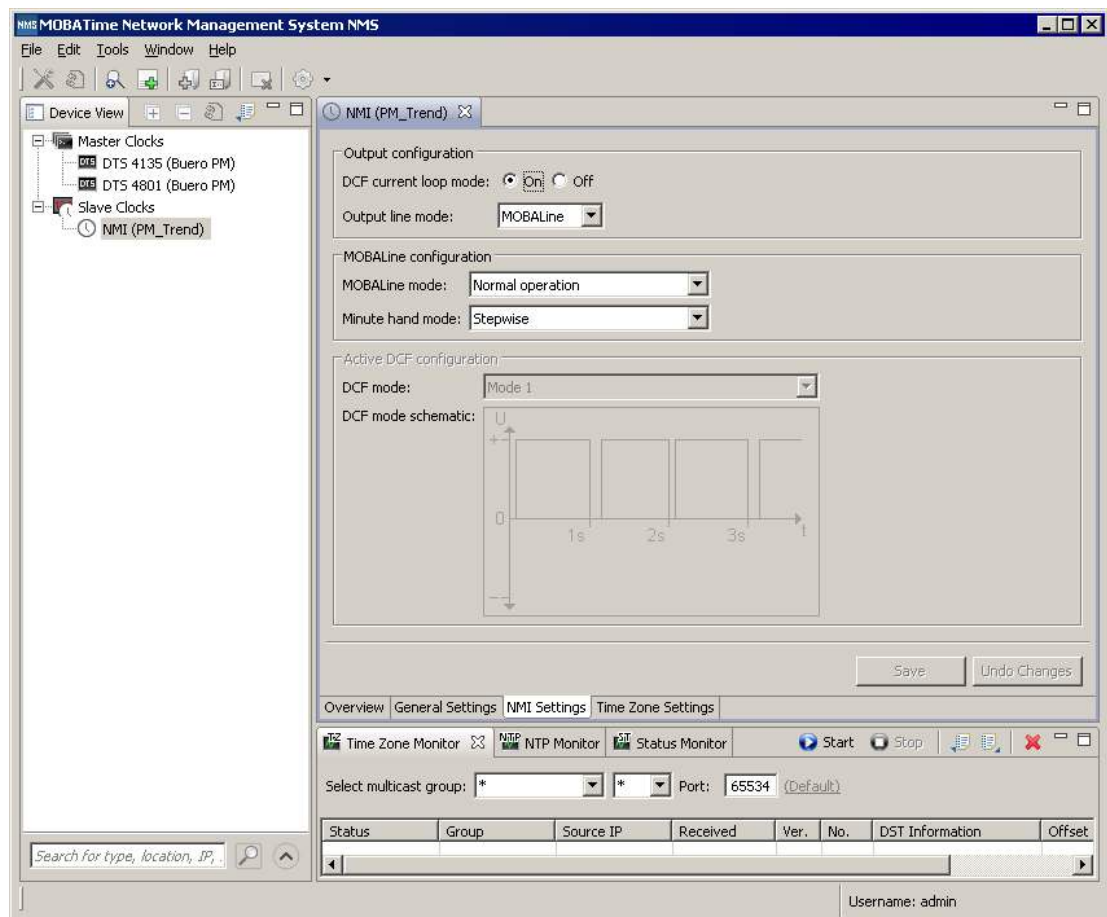 NMS MOBATime Network Management System NMS
File Edit Tools Window Help
Device View
Master Clocks
DTS DTS 4135 (Buero PM)
DTS DTS 4801 (Buero PM)
Slave Clocks
NMI (PM_Trend)
Search for type, location, IP, .
NMI (PM_Trend)
Output configuration
DCF current loop mode: On Off
Output line mode: MOBALine
MOBALine configuration
MOBALine mode: Normal operation
Minute hand mode: Stepwise
Active DCF configuration
DCF mode: Mode 1
DCF mode schematic:
U
+
0
1s 2s 3s t
-
Save Undo Changes
Overview General Settings NMI Settings Time Zone Settings
TZ Time Zone Monitor NTP NTP Monitor ST Status Monitor Start Stop
Select multicast group: * * Port: 65534 (Default)
Status Group Source IP Received Ver. No. DST Information Offset
Username: admin